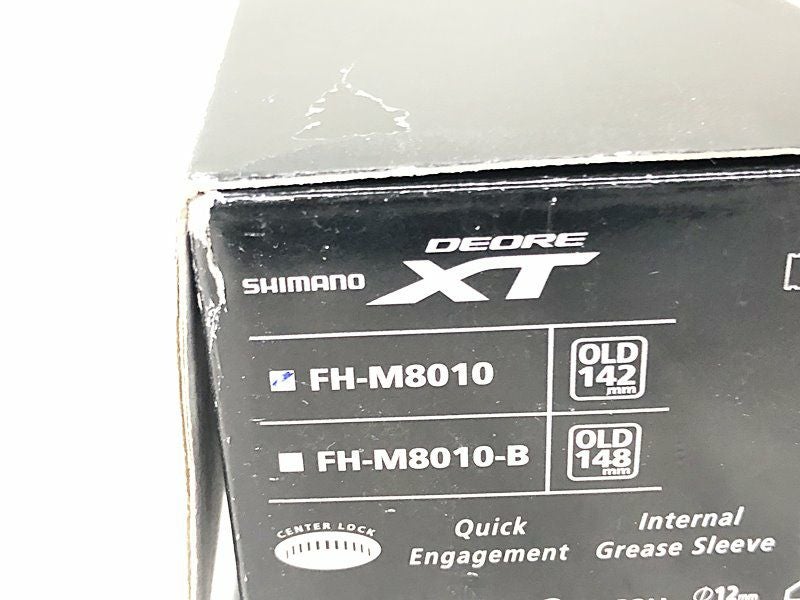 DEORE
SHIMANO XT
FH-M8010
OLD
142
mm
FH-M8010-B
OLD
148
mm
CENTER LOCK
Quick
Engagement
Internal
Grease Sleeve
Φ12mm